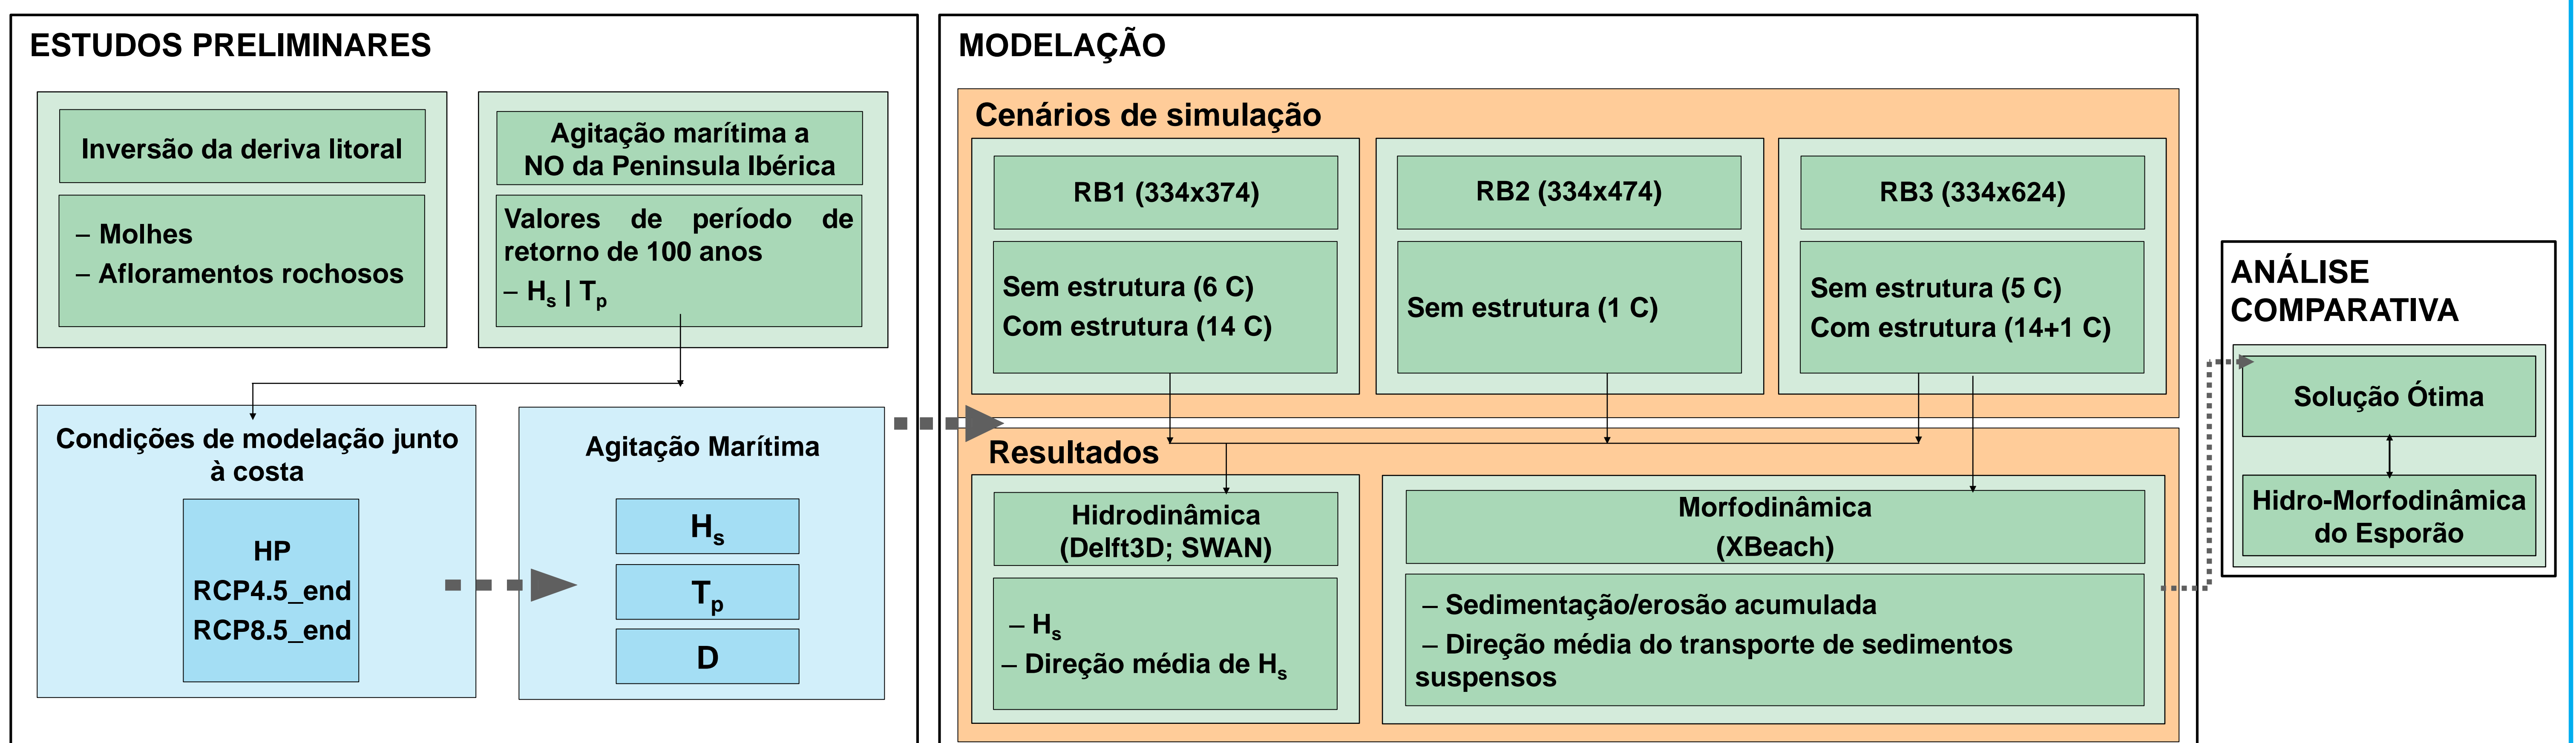 ESTUDOS PRELIMINARES
Inversão da deriva litoral
– Molhes
– Afloramentos rochosos
Agitação marítima a
NO da Peninsula Ibérica
Valores de período de
retorno de 100 anos
– Hs | Tp
Condições de modelação junto
à costa
HP
RCP4.5_end
RCP8.5_end
Agitação Marítima
Hs
Tp
D
MODELAÇÃO
Cenários de simulação
RB1 (334x374)
Sem estrutura (6 C)
Com estrutura (14 C)
RB2 (334x474)
Sem estrutura (1 C)
RB3 (334x624)
Sem estrutura (5 C)
Com estrutura (14+1 C)
Resultados
Hidrodinâmica
(Delft3D; SWAN)
– Hs
– Direção média de Hs
Morfodinâmica
(XBeach)
– Sedimentação/erosão acumulada
– Direção média do transporte de sedimentos
suspensos
ANÁLISE
COMPARATIVA
Solução Ótima
Hidro-Morfodinâmica
do Esporão